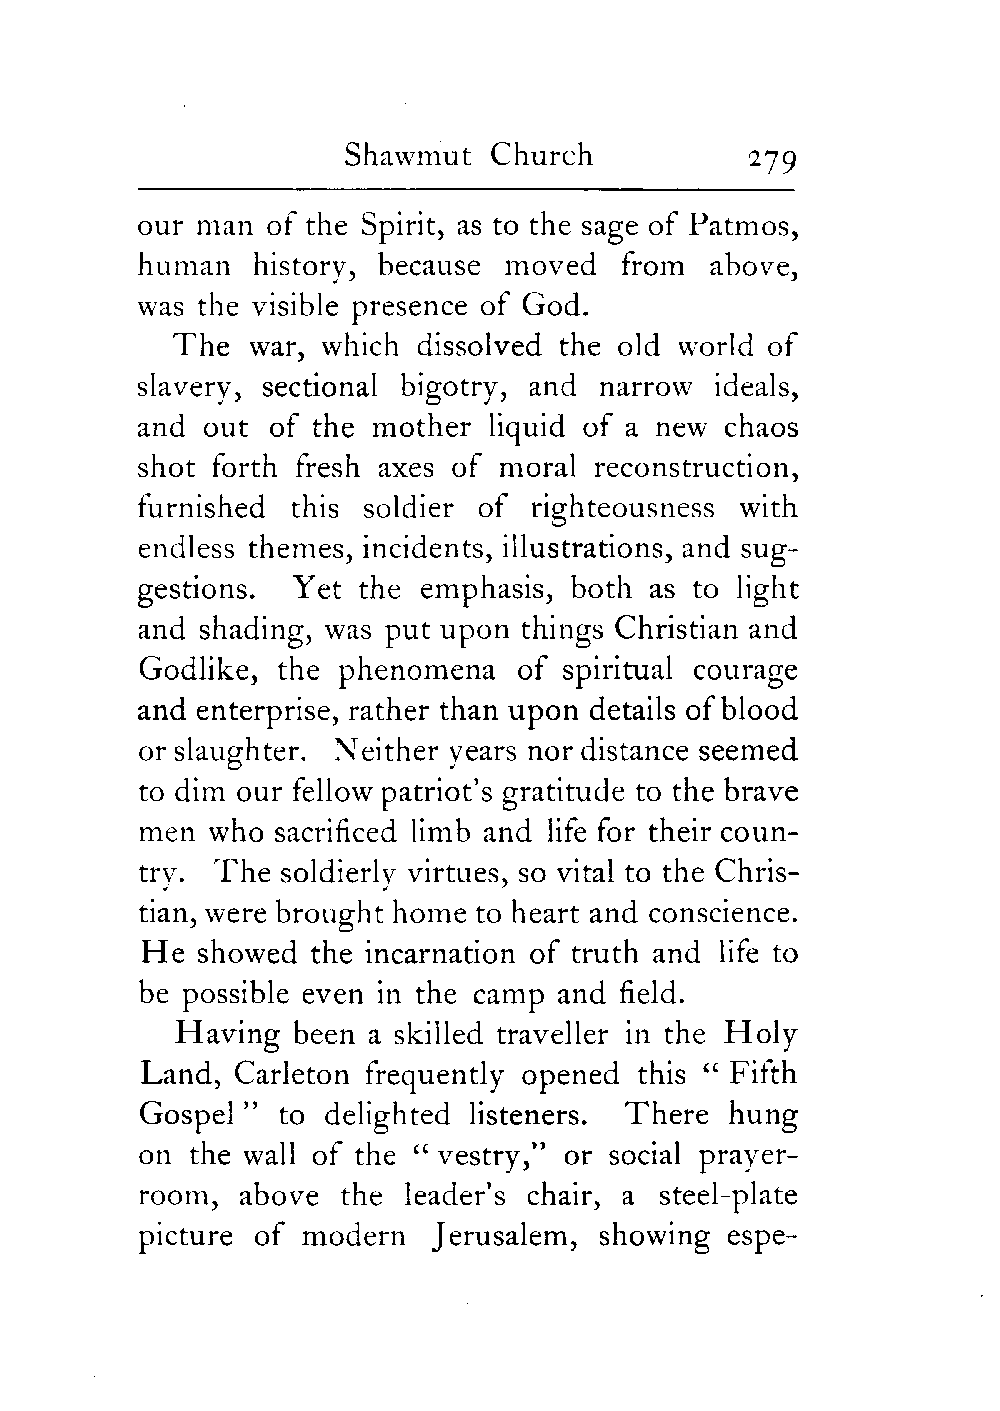 Shawmut Church 279
our man of the Spirit, as to the sage of Patmos,
human history, because moved from above,
was the visible presence of God.
The war, which dissolved the old world of
slavery, sectional bigotry, and narrow ideals,
and out of the mother liquid of a new chaos
shot forth fresh axes of moral reconstruction,
furnished this soldier of righteousness with
endless themes, incidents, illustrations, and sug-
gestions. Yet the emphasis, both as to light
and shading, was put upon things Christian and
Godlike, the phenomena of spiritual courage
and enterprise, rather than upon details of blood
or slaughter. Neither years nor distance seemed
to dim our fellow patriot's gratitude to the brave
men who sacrificed limb and life for their coun-
try. The soldierly virtues, so vital to the Chris-
tian, were brought home to heart and conscience.
He showed the incarnation of truth and life to
be possible even in the camp and field.
Having been a skilled traveller in the Holy
Land, Carleton frequently opened this “ Fifth
Gospel ” to delighted listeners. There hung
on the wall of the “ vestry,” or social prayer-
room, above the leader's chair, a steel-plate
picture of modern Jerusalem, showing espe-